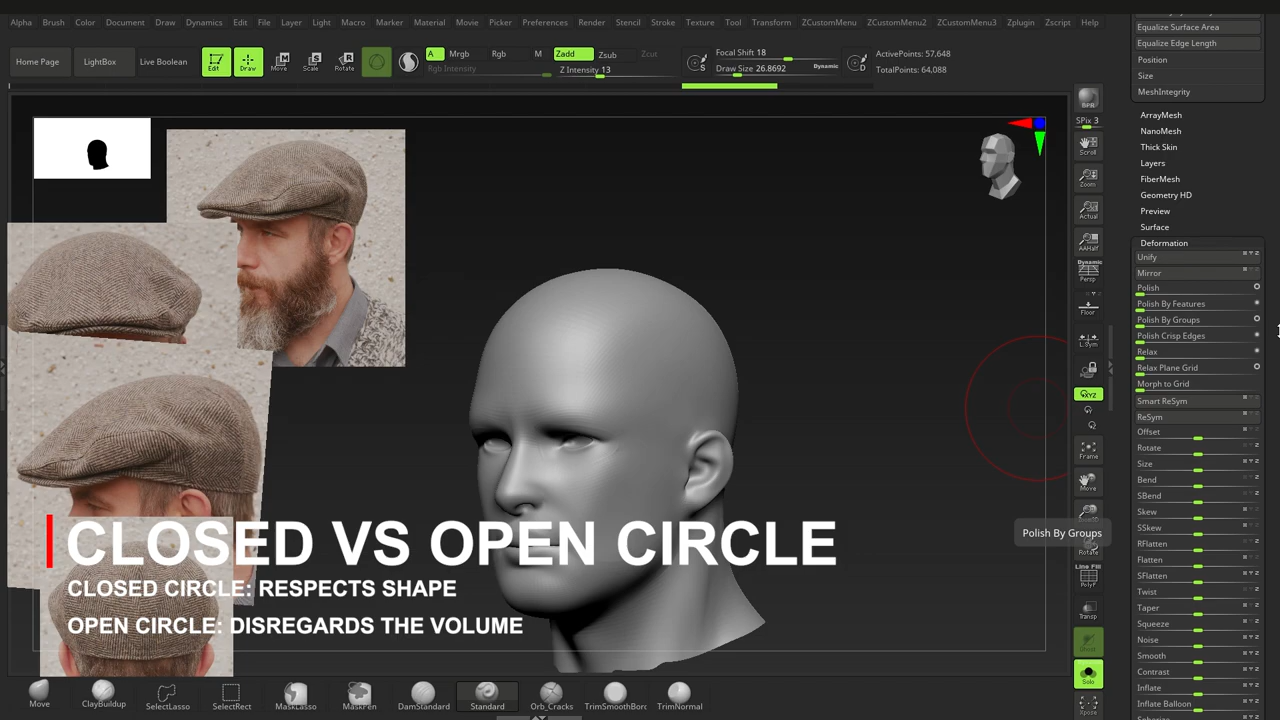 Alpha Brush Color Document Draw Dynamics Edit File Layer Light Macro Marker Material Movie Picker Preferences Render Stencil Stroke Texture Tool Transform ZCustomMenu ZCustomMenu2 ZCustomMenu3 Zplugin Zscript Help
Home Page LightBox Live Boolean Edit Draw Move Scale Rotate A Mrgb Rgb M Zadd Zsub Zcut
Rgb Intensity Z Intensity 13
Focal Shift 18
Draw Size 26.8692 Dynamic
ActivePoints: 57,648
TotalPoints: 64,088
Equalize Surface Area
Equalize Edge Length
Position
Size
MeshIntegrity
ArrayMesh
NanoMesh
Thick Skin
Layers
FiberMesh
Geometry HD
Preview
Surface
Deformation
Unify
Mirror
Polish
Polish By Features
Polish By Groups
Polish Crisp Edges
Relax
Relax Plane Grid
Morph to Grid
Smart ReSym
ReSym
Offset
Rotate
Size
Bend
SBend
Skew
SSkew
RFlatten
Flatten
SFlatten
Twist
Taper
Squeeze
Noise
Smooth
Contrast
Inflate
Inflate Balloon
BPR
SPix 3
Scroll
Zoom
Actual
AAHalf
Dynamic
Persp
Floor
L.Sym
XYZ
Frame
Move
Rotate
Line Fill
PolyF
Transp
Ghost
Solo
Xpose
Polish By Groups
CLOSED VS OPEN CIRCLE
CLOSED CIRCLE: RESPECTS SHAPE
OPEN CIRCLE: DISREGARDS THE VOLUME
Move ClayBuildup SelectLasso SelectRect MaskLasso MaskPen DamStandard Standard Orb_Cracks TrimSmoothBorc TrimNormal